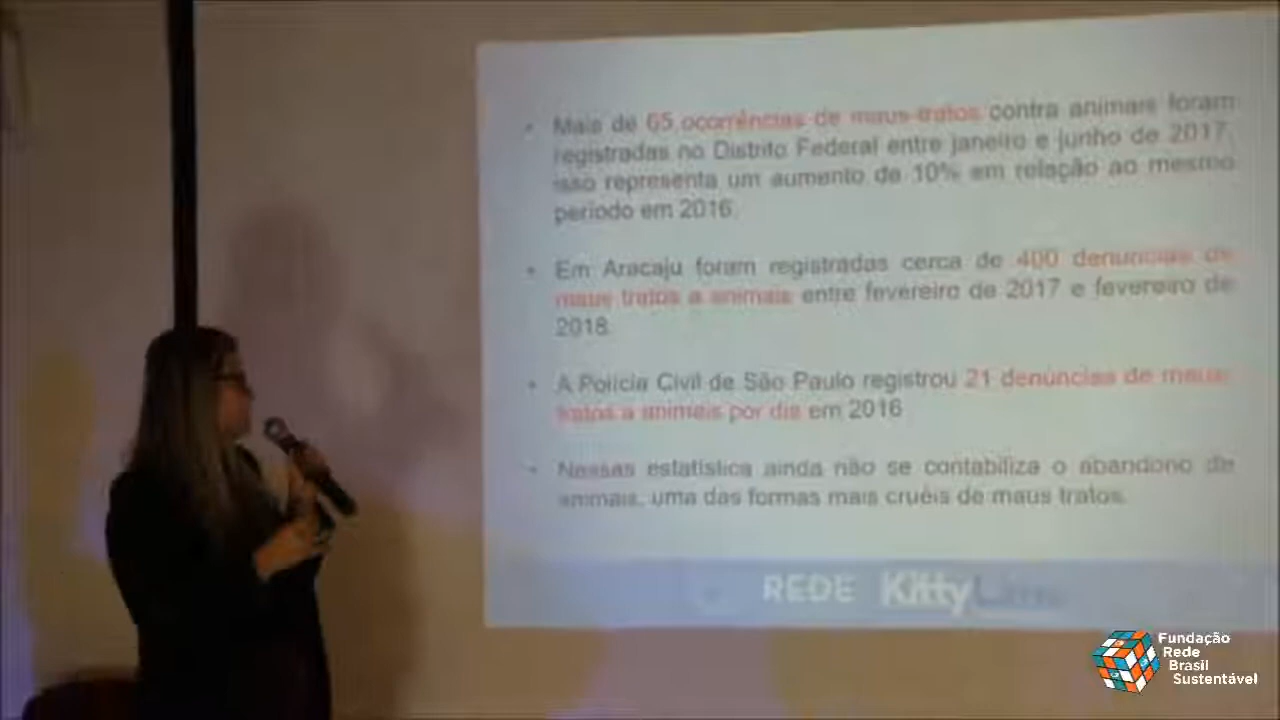 • Mais de 65 ocorrências de maus tratos contra animais foram
registradas no Distrito Federal entre janeiro e junho de 2017,
isso representa um aumento de 10% em relação ao mesmo
período em 2016.
• Em Aracaju foram registradas cerca de 400 denúncias de
maus tratos a animais entre fevereiro de 2017 e fevereiro de
2018.
• A Polícia Civil de São Paulo registrou 21 denúncias de maus
tratos a animais por dia em 2016
• Nessas estatística ainda não se contabiliza o abandono de
animais, uma das formas mais cruéis de maus tratos.
REDE Kitty
Fundação
Rede
Brasil
Sustentável